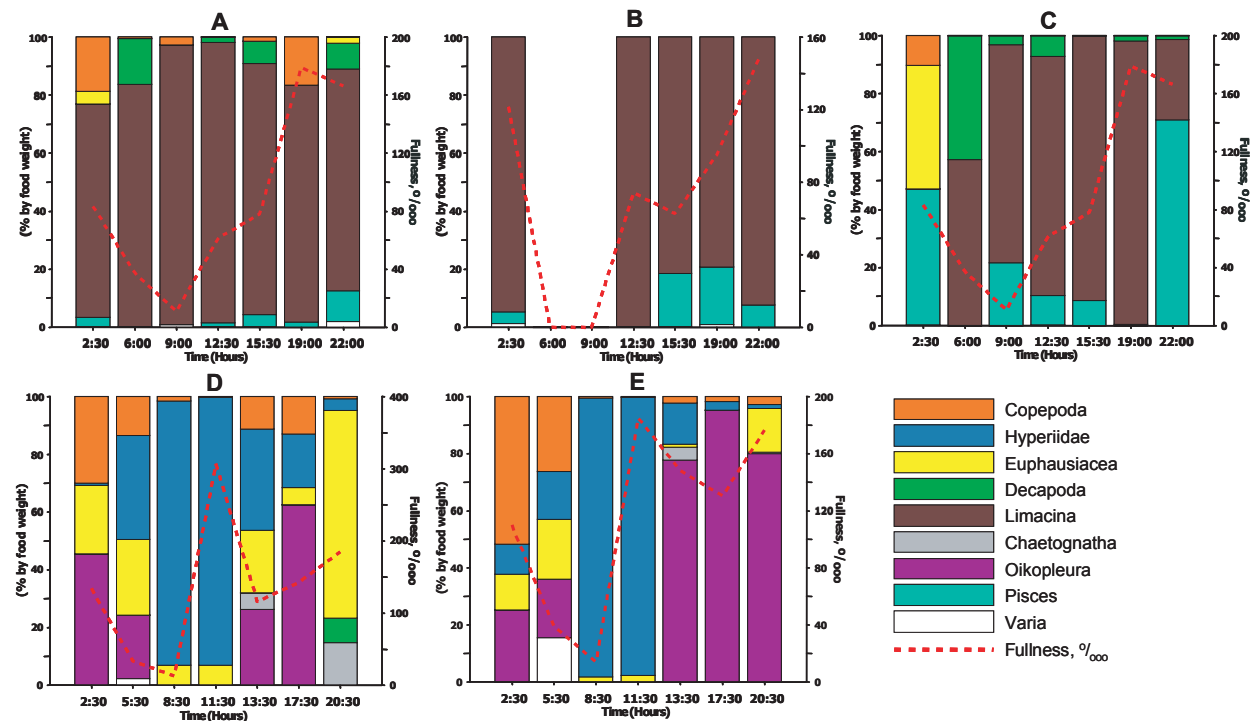 A
B
C
100
80
60
40
20
0
(% by food weight)
200
160
120
80
40
0
Fullness, º/ooo
2:30 6:00 9:00 12:30 15:30 19:00 22:00
Time (Hours)
100
80
60
40
20
0
(% by food weight)
160
120
80
40
0
Fullness, º/ooo
2:30 6:00 9:00 12:30 15:30 19:00 22:00
Time (Hours)
100
80
60
40
20
0
(% by food weight)
200
160
120
80
40
0
Fullness, º/ooo
2:30 6:00 9:00 12:30 15:30 19:00 22:00
Time (Hours)
D
E
100
80
60
40
20
0
(% by food weight)
400
300
200
100
0
Fullness, º/ooo
2:30 5:30 8:30 11:30 13:30 17:30 20:30
Time (Hours)
100
80
60
40
20
0
(% by food weight)
200
160
120
80
40
0
Fullness, º/ooo
2:30 5:30 8:30 11:30 13:30 17:30 20:30
Time (Hours)
Copepoda
Hyperiidae
Euphausiacea
Decapoda
Limacina
Chaetognatha
Oikopleura
Pisces
Varia
Fullness, º/ooo